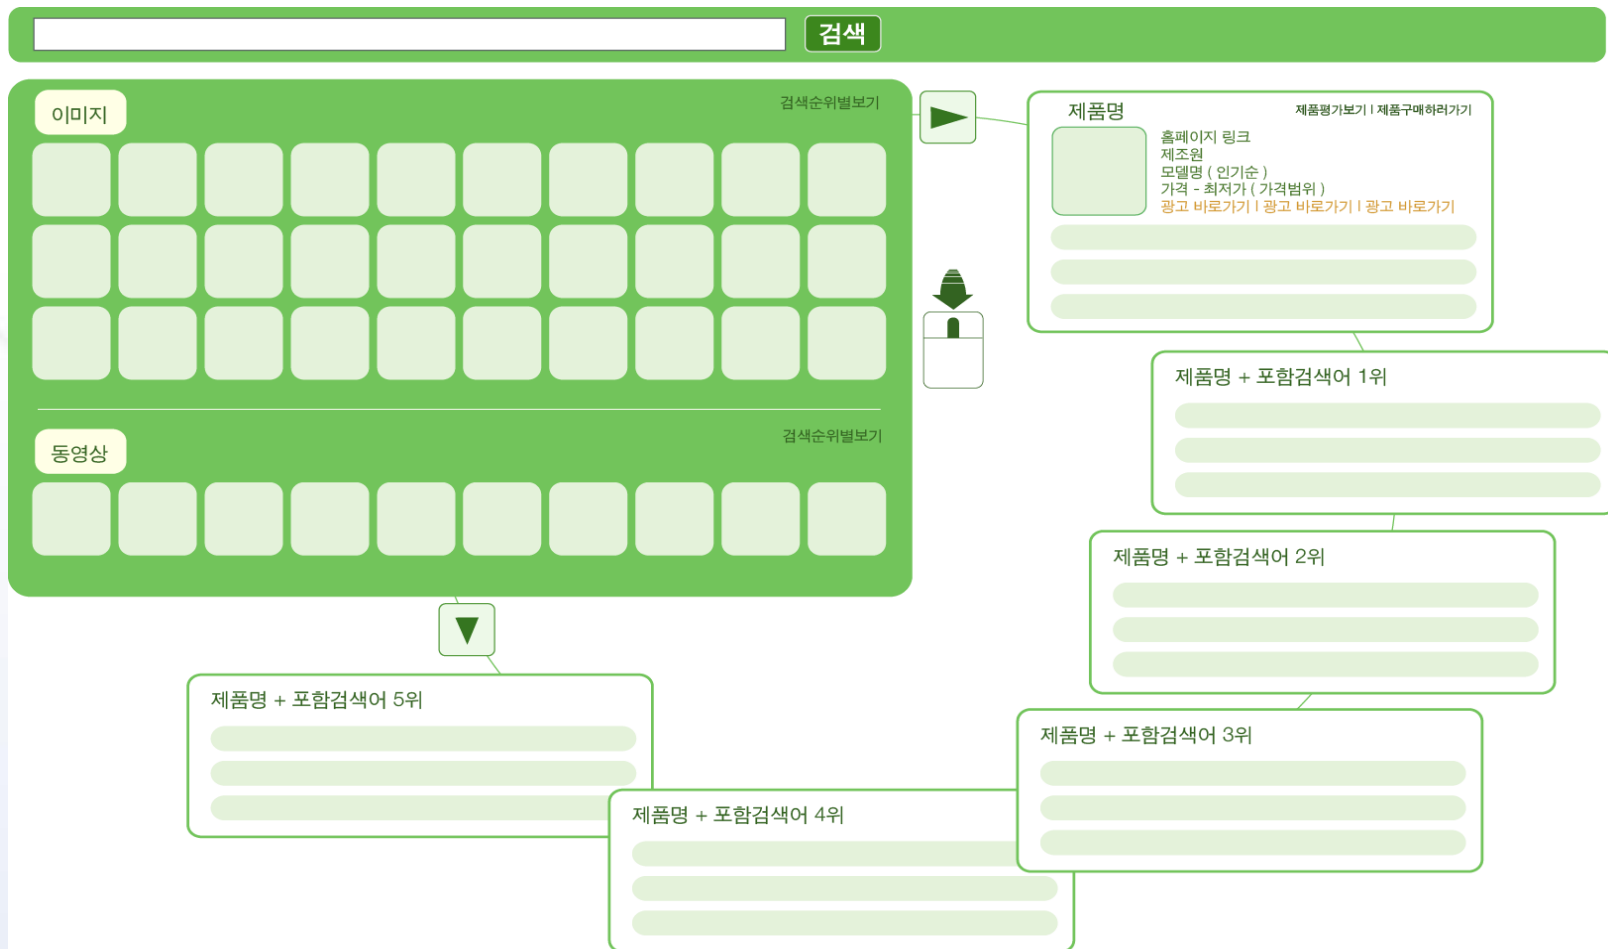 검색
이미지
검색순위별보기
동영상
검색순위별보기
제품명
제품평가보기 | 제품구매하러가기
홈페이지 링크
제조원
모델명 ( 인기순 )
가격 - 최저가 ( 가격범위 )
광고 바로가기 | 광고 바로가기 | 광고 바로가기
제품명 + 포함검색어 1위
제품명 + 포함검색어 2위
제품명 + 포함검색어 3위
제품명 + 포함검색어 4위
제품명 + 포함검색어 5위